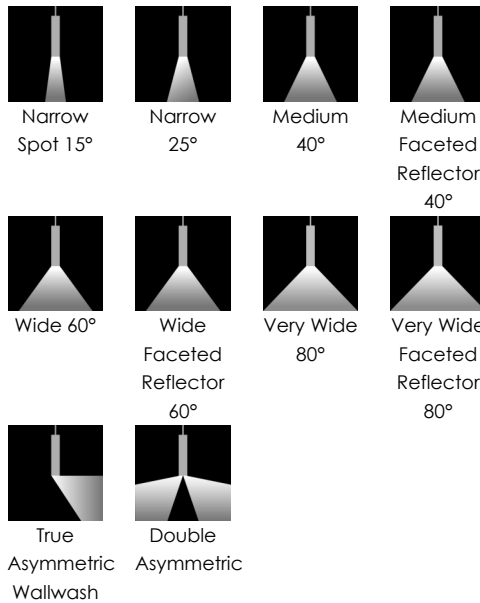 Narrow
Spot 15°
Narrow
25°
Medium
40°
Medium
Faceted
Reflector
40°
Wide 60°
Wide
Faceted
Reflector
60°
Very Wide
80°
Very Wide
Faceted
Reflector
80°
True
Asymmetric
Wallwash
Double
Asymmetric